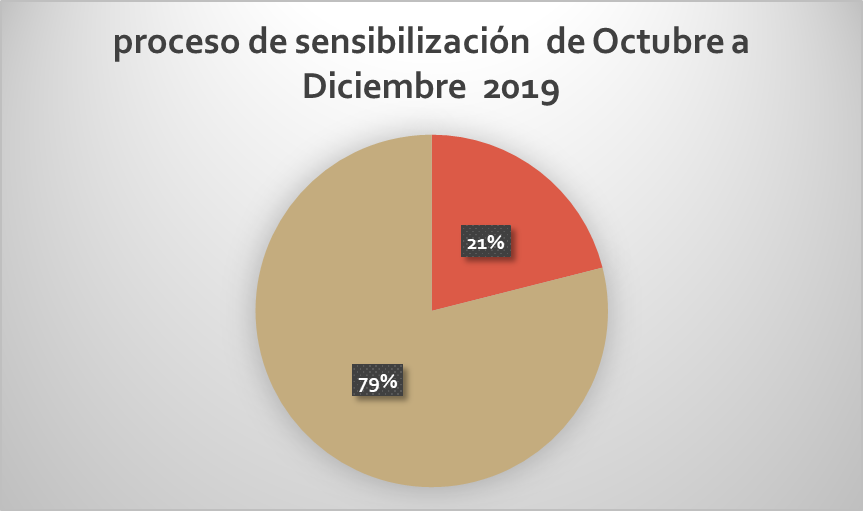 proceso de sensibilización  de Octubre a
Diciembre  2019
21%
79%